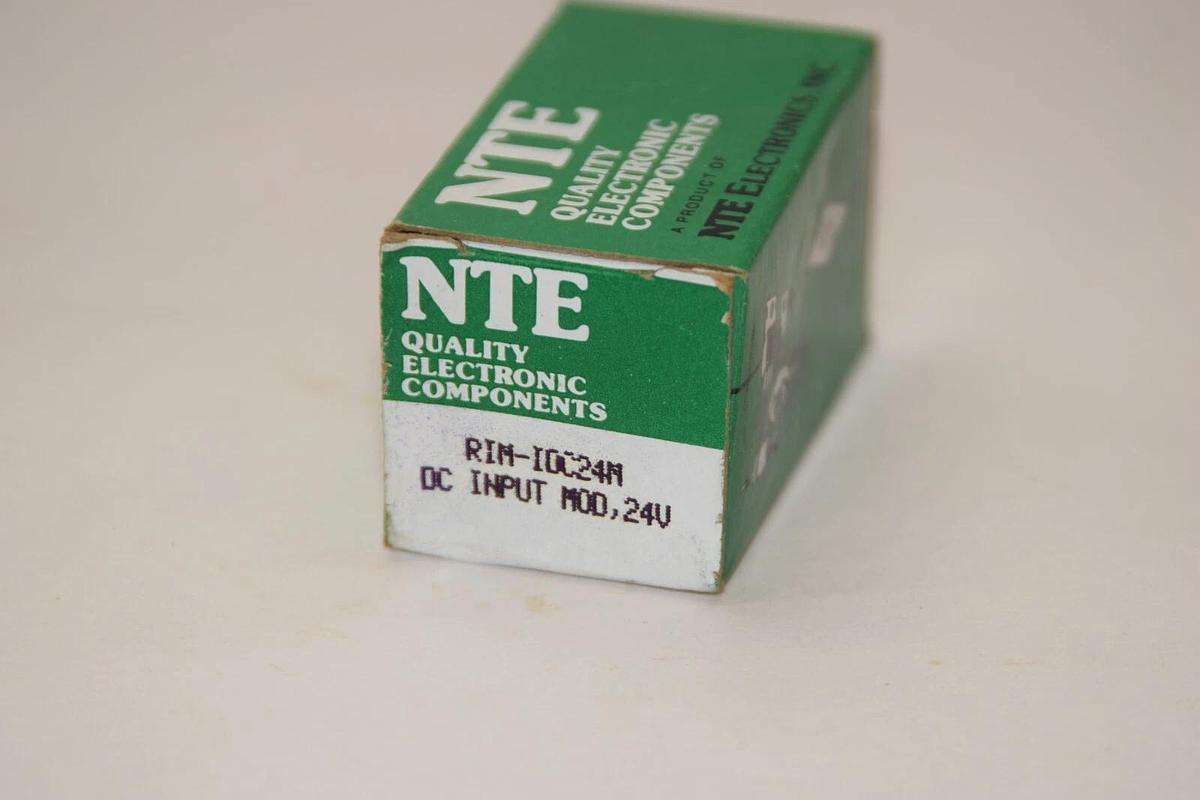 NTE
QUALITY
ELECTRONIC
COMPONENTS
A PRODUCT OF
NTE ELECTRONICS, INC.
NTE
QUALITY
ELECTRONIC
COMPONENTS
RIM-IDC24M
DC INPUT MOD,24V